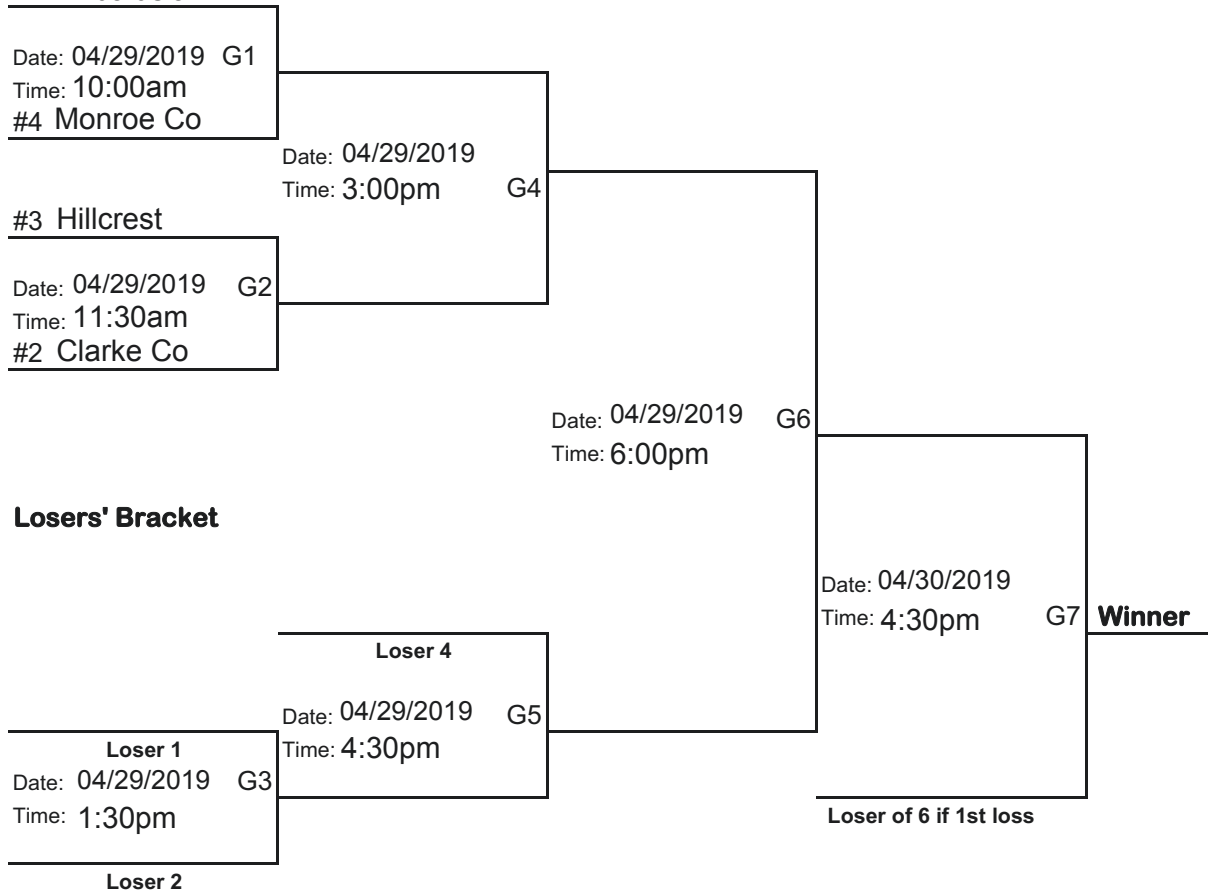 Date: 04/29/2019 G1
Time: 10:00am
#4 Monroe Co
Date: 04/29/2019
Time: 3:00pm G4
#3 Hillcrest
Date: 04/29/2019 G2
Time: 11:30am
#2 Clarke Co
Date: 04/29/2019 G6
Time: 6:00pm
Losers' Bracket
Date: 04/30/2019
Time: 4:30pm G7 Winner
Loser 4
Date: 04/29/2019 G5
Time: 4:30pm
Loser 1
Date: 04/29/2019 G3
Time: 1:30pm
Loser of 6 if 1st loss
Loser 2